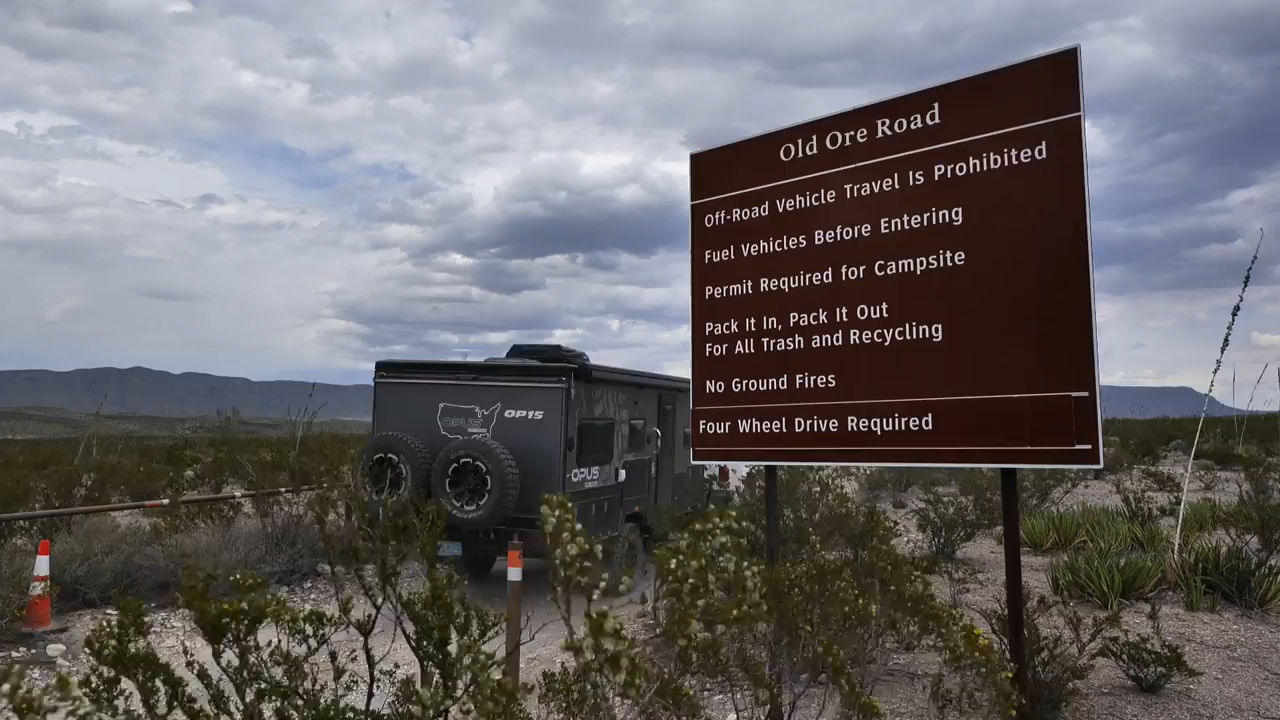 Old Ore Road
Off-Road Vehicle Travel Is Prohibited
Fuel Vehicles Before Entering
Permit Required for Campsite
Pack It In, Pack It Out
For All Trash and Recycling
No Ground Fires
Four Wheel Drive Required
OPUS
OP15
OPUS